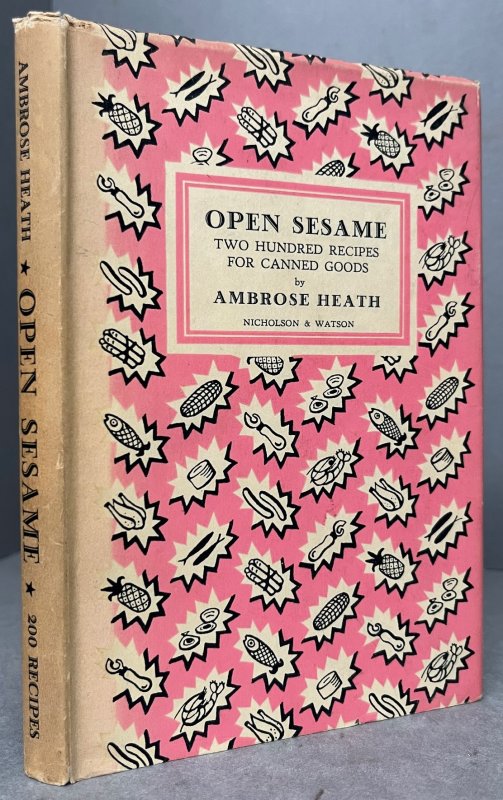 AMBROSE HEATH ★ OPEN SESAME ★ 200 RECIPES
OPEN SESAME
TWO HUNDRED RECIPES
FOR CANNED GOODS
by
AMBROSE HEATH
NICHOLSON & WATSON